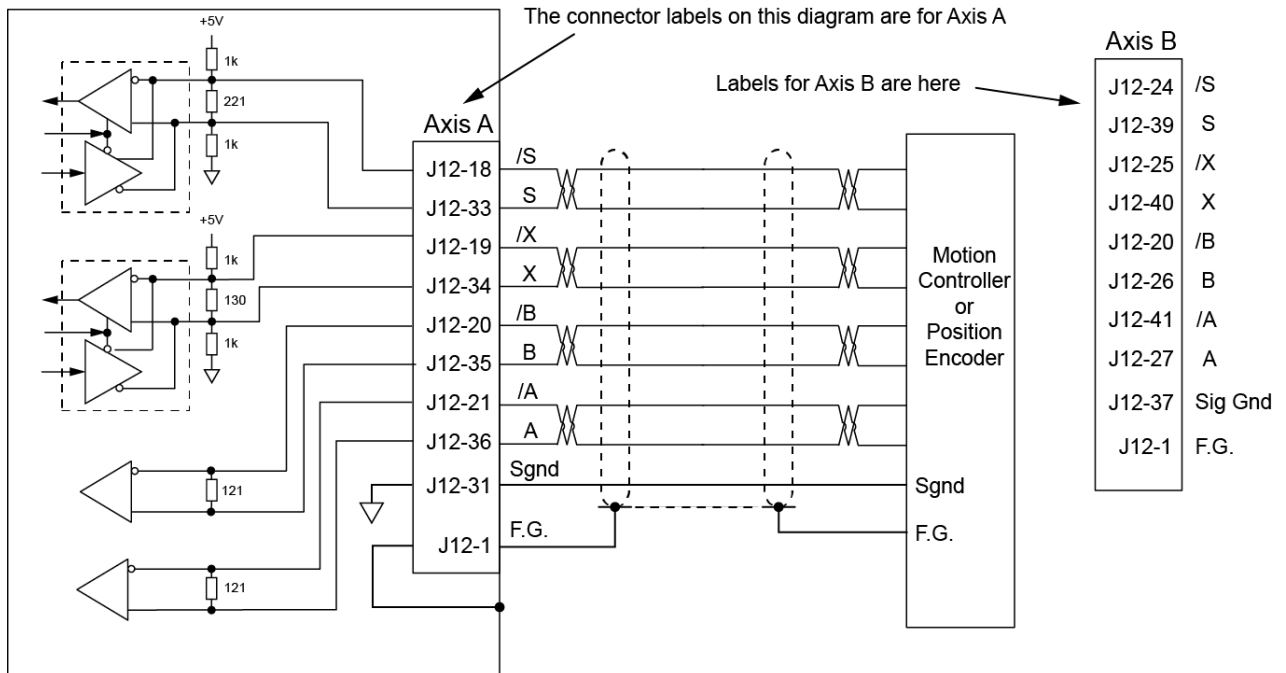 The connector labels on this diagram are for Axis A
Labels for Axis B are here
+5V
1k
221
1k
+5V
1k
130
1k
121
121
Axis A
J12-18
J12-33
J12-19
J12-34
J12-20
J12-35
J12-21
J12-36
J12-31
J12-1
/S
S
/X
X
/B
B
/A
A
Sgnd
F.G.
Motion
Controller
or
Position
Encoder
Sgnd
F.G.
Axis B
J12-24 /S
J12-39 S
J12-25 /X
J12-40 X
J12-20 /B
J12-26 B
J12-41 /A
J12-27 A
J12-37 Sig Gnd
J12-1 F.G.